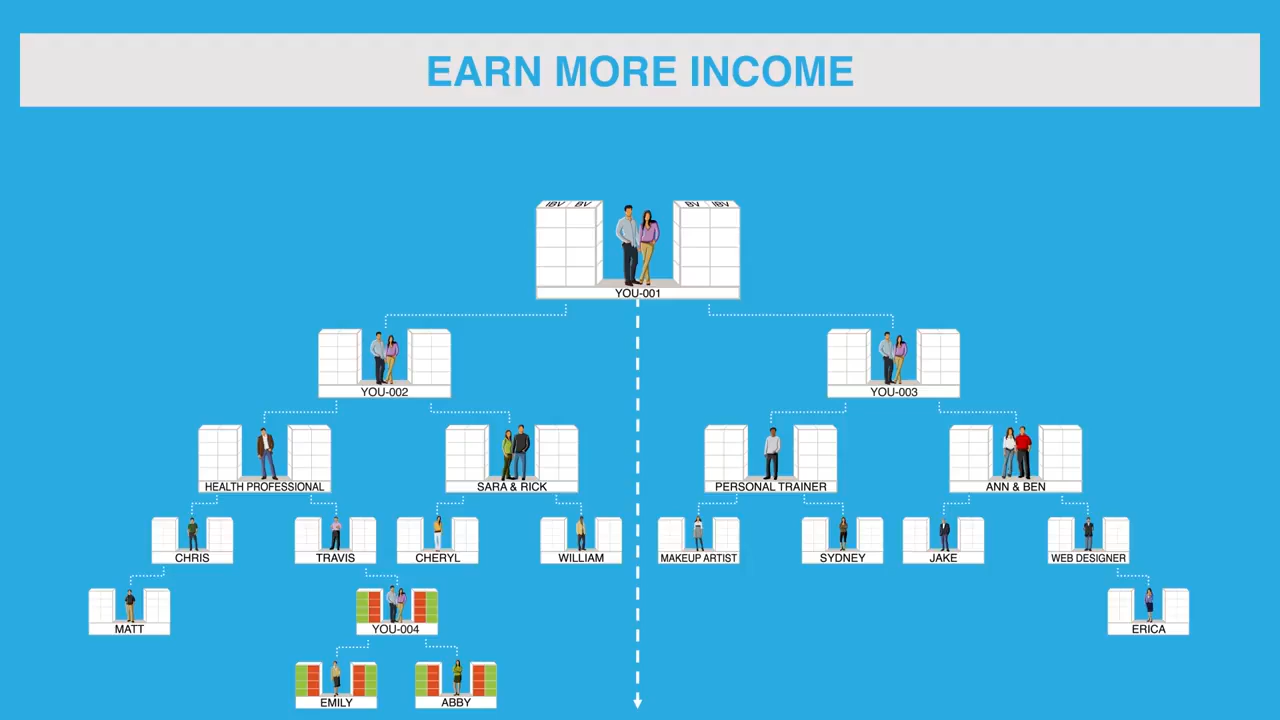 EARN MORE INCOME
IBV BV BV IBV
YOU-001
YOU-002 YOU-003
HEALTH PROFESSIONAL SARA & RICK PERSONAL TRAINER ANN & BEN
CHRIS TRAVIS CHERYL WILLIAM MAKEUP ARTIST SYDNEY JAKE WEB DESIGNER
MATT YOU-004 ERICA
EMILY ABBY